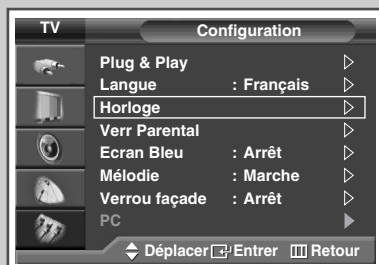 TV Configuration
Plug & Play
Langue : Français
Horloge
Verr Parental
Ecran Bleu : Arrêt
Mélodie : Marche
Verrou façade : Arrêt
PC
Déplacer Entrer Retour